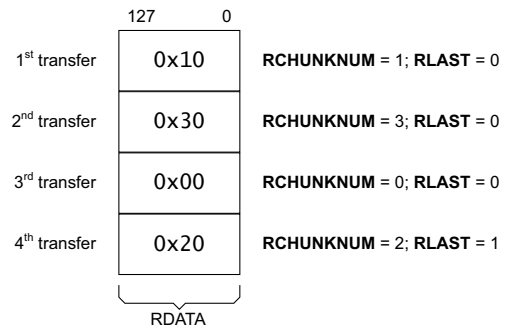 127 0
1st transfer 0x10 RCHUNKNUM = 1; RLAST = 0
2nd transfer 0x30 RCHUNKNUM = 3; RLAST = 0
3rd transfer 0x00 RCHUNKNUM = 0; RLAST = 0
4th transfer 0x20 RCHUNKNUM = 2; RLAST = 1
RDATA